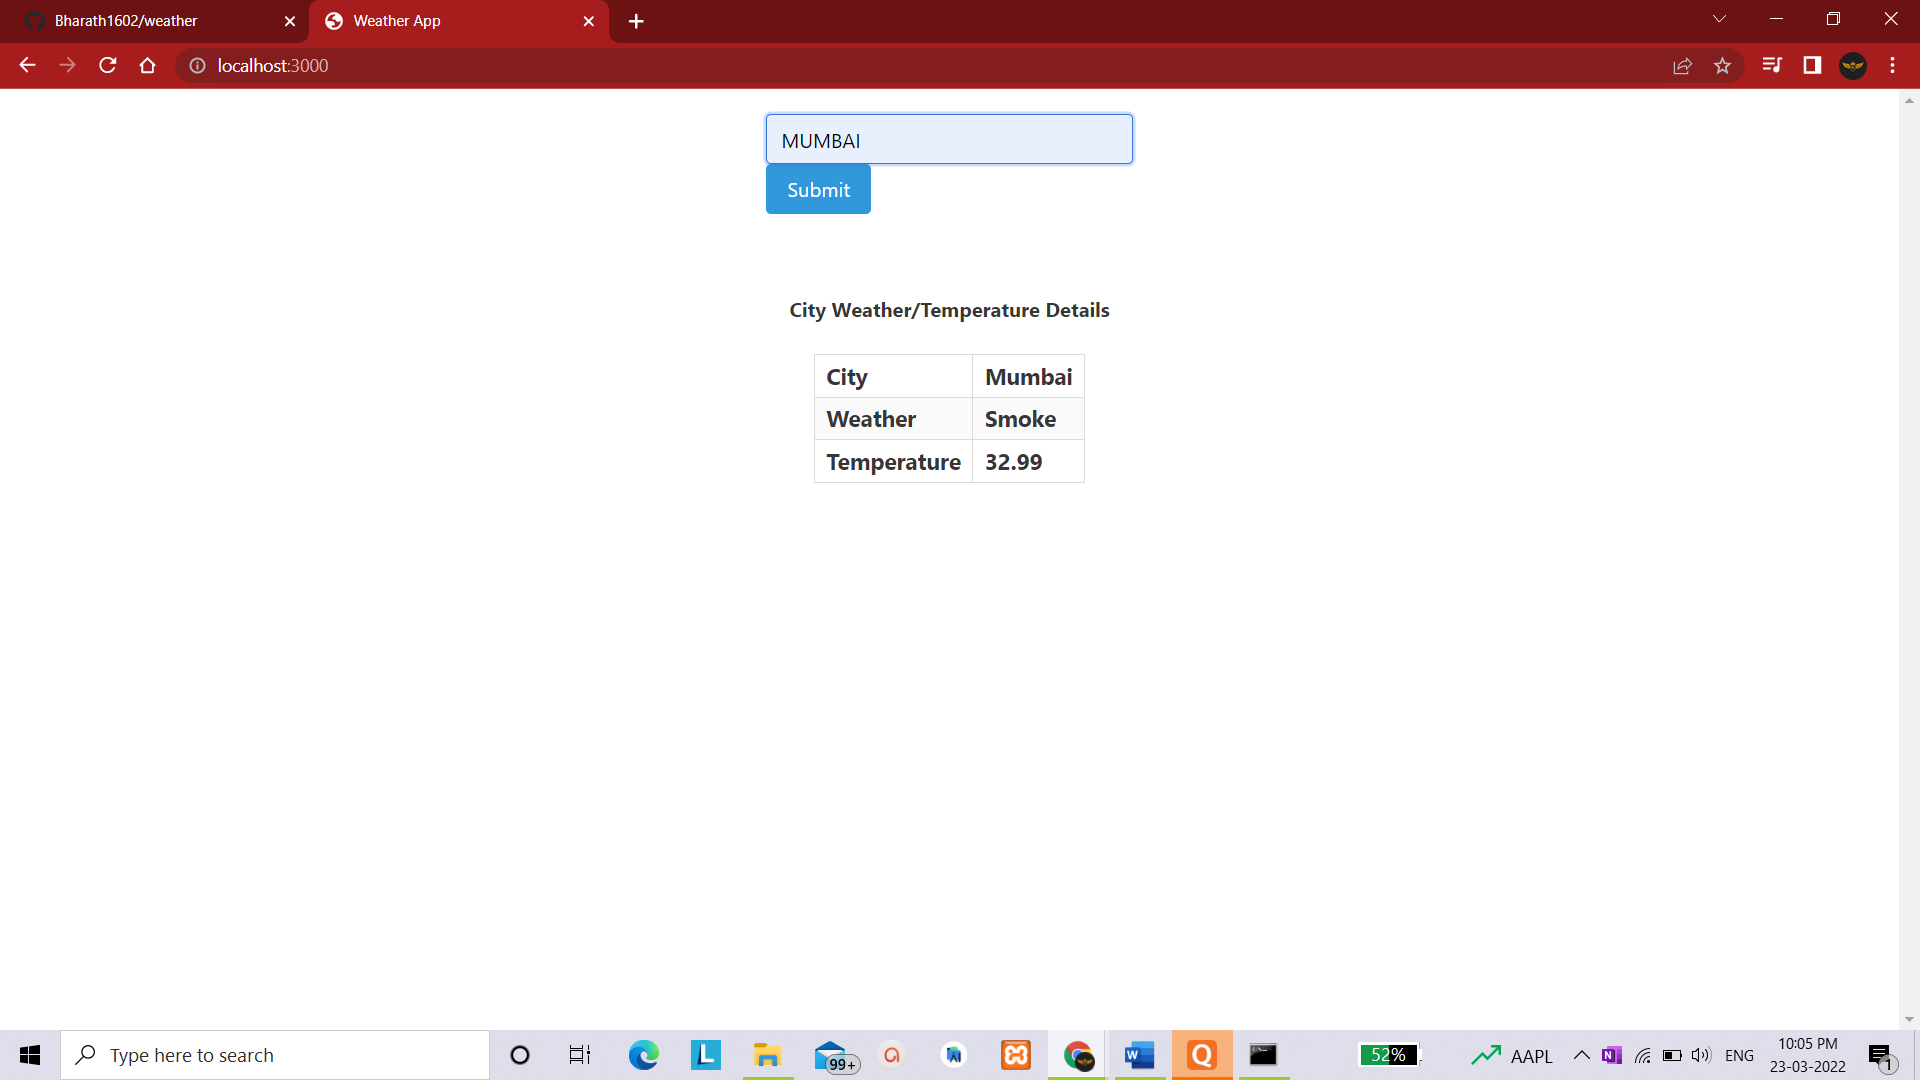 Bharath1602/weather
Weather App
localhost:3000
MUMBAI
Submit
City Weather/Temperature Details
City Mumbai
Weather Smoke
Temperature 32.99
Type here to search
99+
52%
AAPL
ENG
10:05 PM
23-03-2022
1